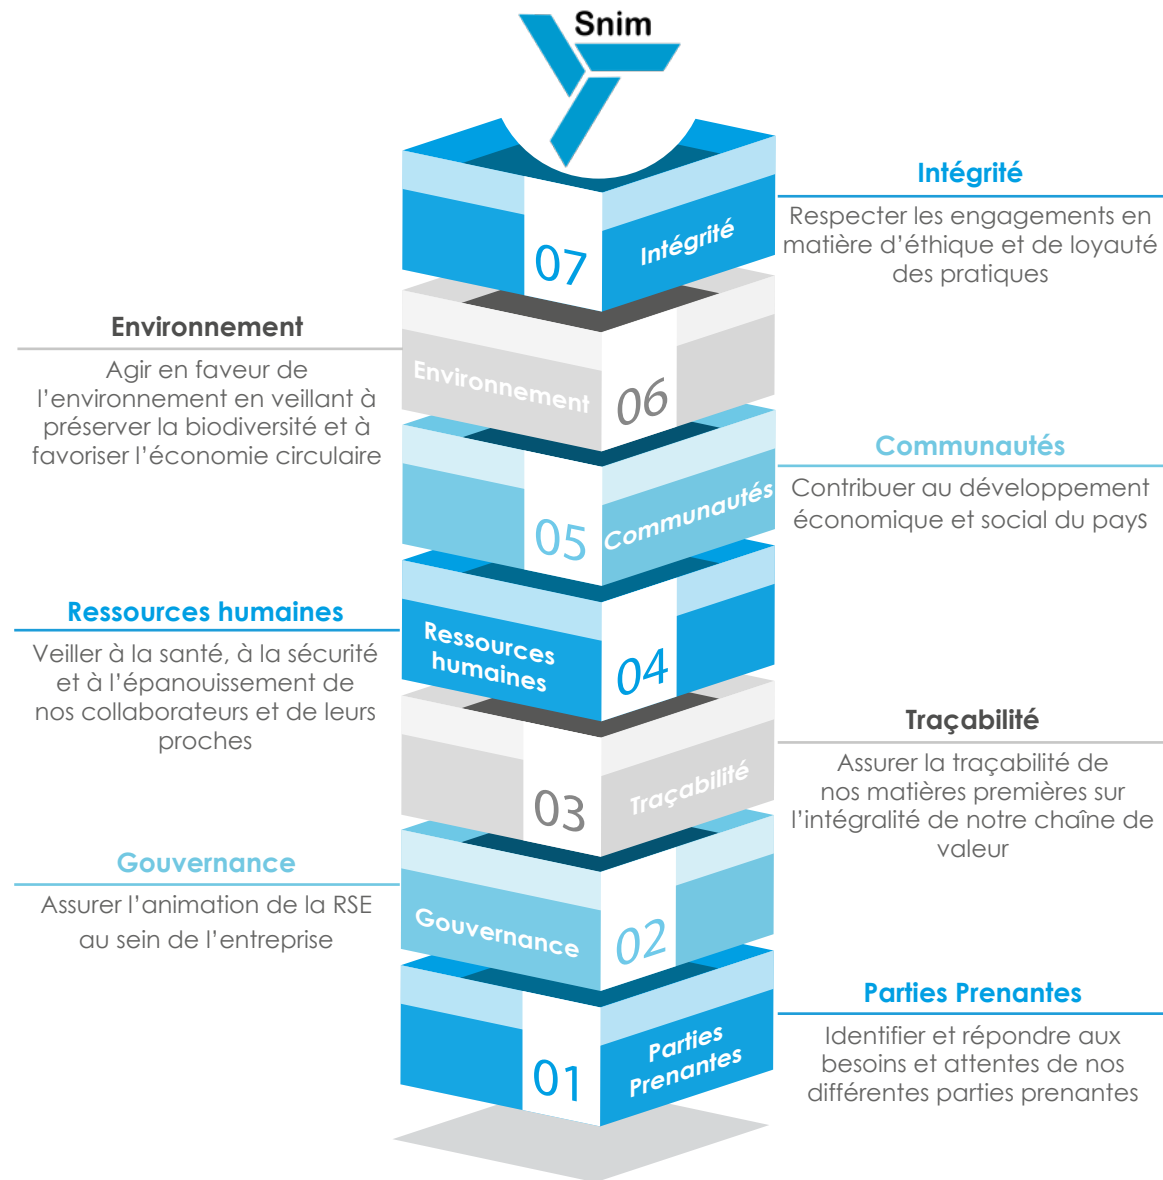 Snim
Intégrité
Respecter les engagements en
matière d’éthique et de loyauté
des pratiques
07
Intégrité
Environnement
Agir en faveur de
l’environnement en veillant à
préserver la biodiversité et à
favoriser l’économie circulaire
Environnement
06
Communautés
Contribuer au développement
économique et social du pays
05
Communautés
Ressources humaines
Veiller à la santé, à la sécurité
et à l’épanouissement de
nos collaborateurs et de leurs
proches
Ressources
humaines
04
Traçabilité
Assurer la traçabilité de
nos matières premières sur
l’intégralité de notre chaîne de
valeur
03
Traçabilité
Gouvernance
Assurer l’animation de la RSE
au sein de l’entreprise
Gouvernance
02
Parties Prenantes
Identifier et répondre aux
besoins et attentes de nos
différentes parties prenantes
01
Parties
Prenantes